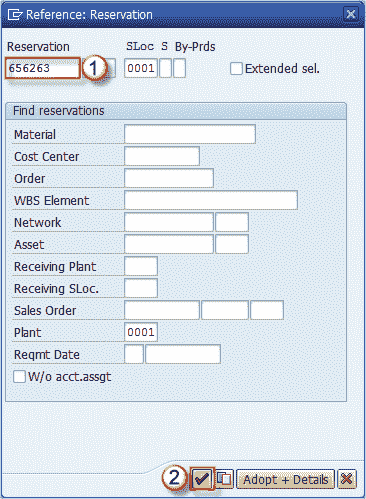 Reference: Reservation
Reservation SLoc S By-Prds
656263 1 0001 Extended sel.
Find reservations
Material
Cost Center
Order
WBS Element
Network
Asset
Receiving Plant
Receiving SLoc.
Sales Order
Plant 0001
Reqmt Date
W/o acct.assgt
2 Adopt + Details